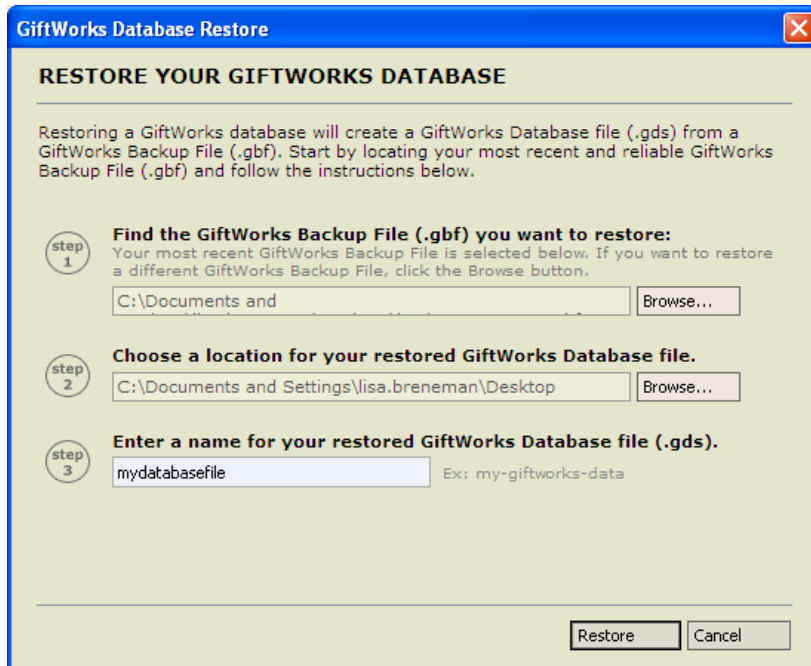 GiftWorks Database Restore
RESTORE YOUR GIFTWORKS DATABASE
Restoring a GiftWorks database will create a GiftWorks Database file (.gds) from a
GiftWorks Backup File (.gbf). Start by locating your most recent and reliable GiftWorks
Backup File (.gbf) and follow the instructions below.
step
1
Find the GiftWorks Backup File (.gbf) you want to restore:
Your most recent GiftWorks Backup File is selected below. If you want to restore
a different GiftWorks Backup File, click the Browse button.
C:\Documents and
Browse...
step
2
Choose a location for your restored GiftWorks Database file.
C:\Documents and Settings\lisa.breneman\Desktop
Browse...
step
3
Enter a name for your restored GiftWorks Database file (.gds).
mydatabasefile
Ex: my-giftworks-data
Restore
Cancel